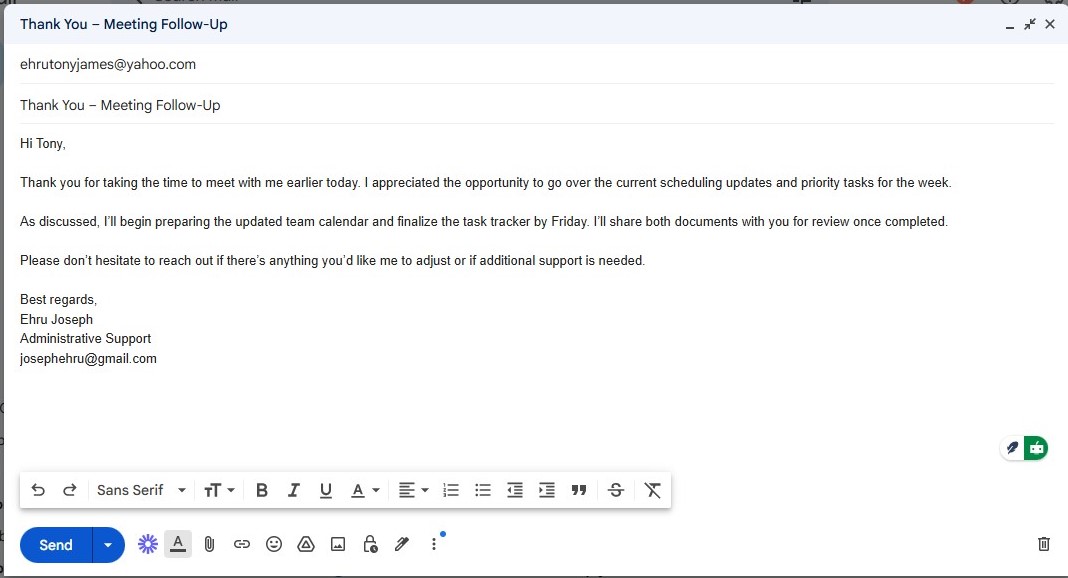 Thank You – Meeting Follow-Up
ehrutonyjames@yahoo.com
Thank You – Meeting Follow-Up
Hi Tony,
Thank you for taking the time to meet with me earlier today. I appreciated the opportunity to go over the current scheduling updates and priority tasks for the week.
As discussed, I’ll begin preparing the updated team calendar and finalize the task tracker by Friday. I’ll share both documents with you for review once completed.
Please don’t hesitate to reach out if there’s anything you’d like me to adjust or if additional support is needed.
Best regards,
Ehru Joseph
Administrative Support
josephehru@gmail.com
Sans Serif
Send